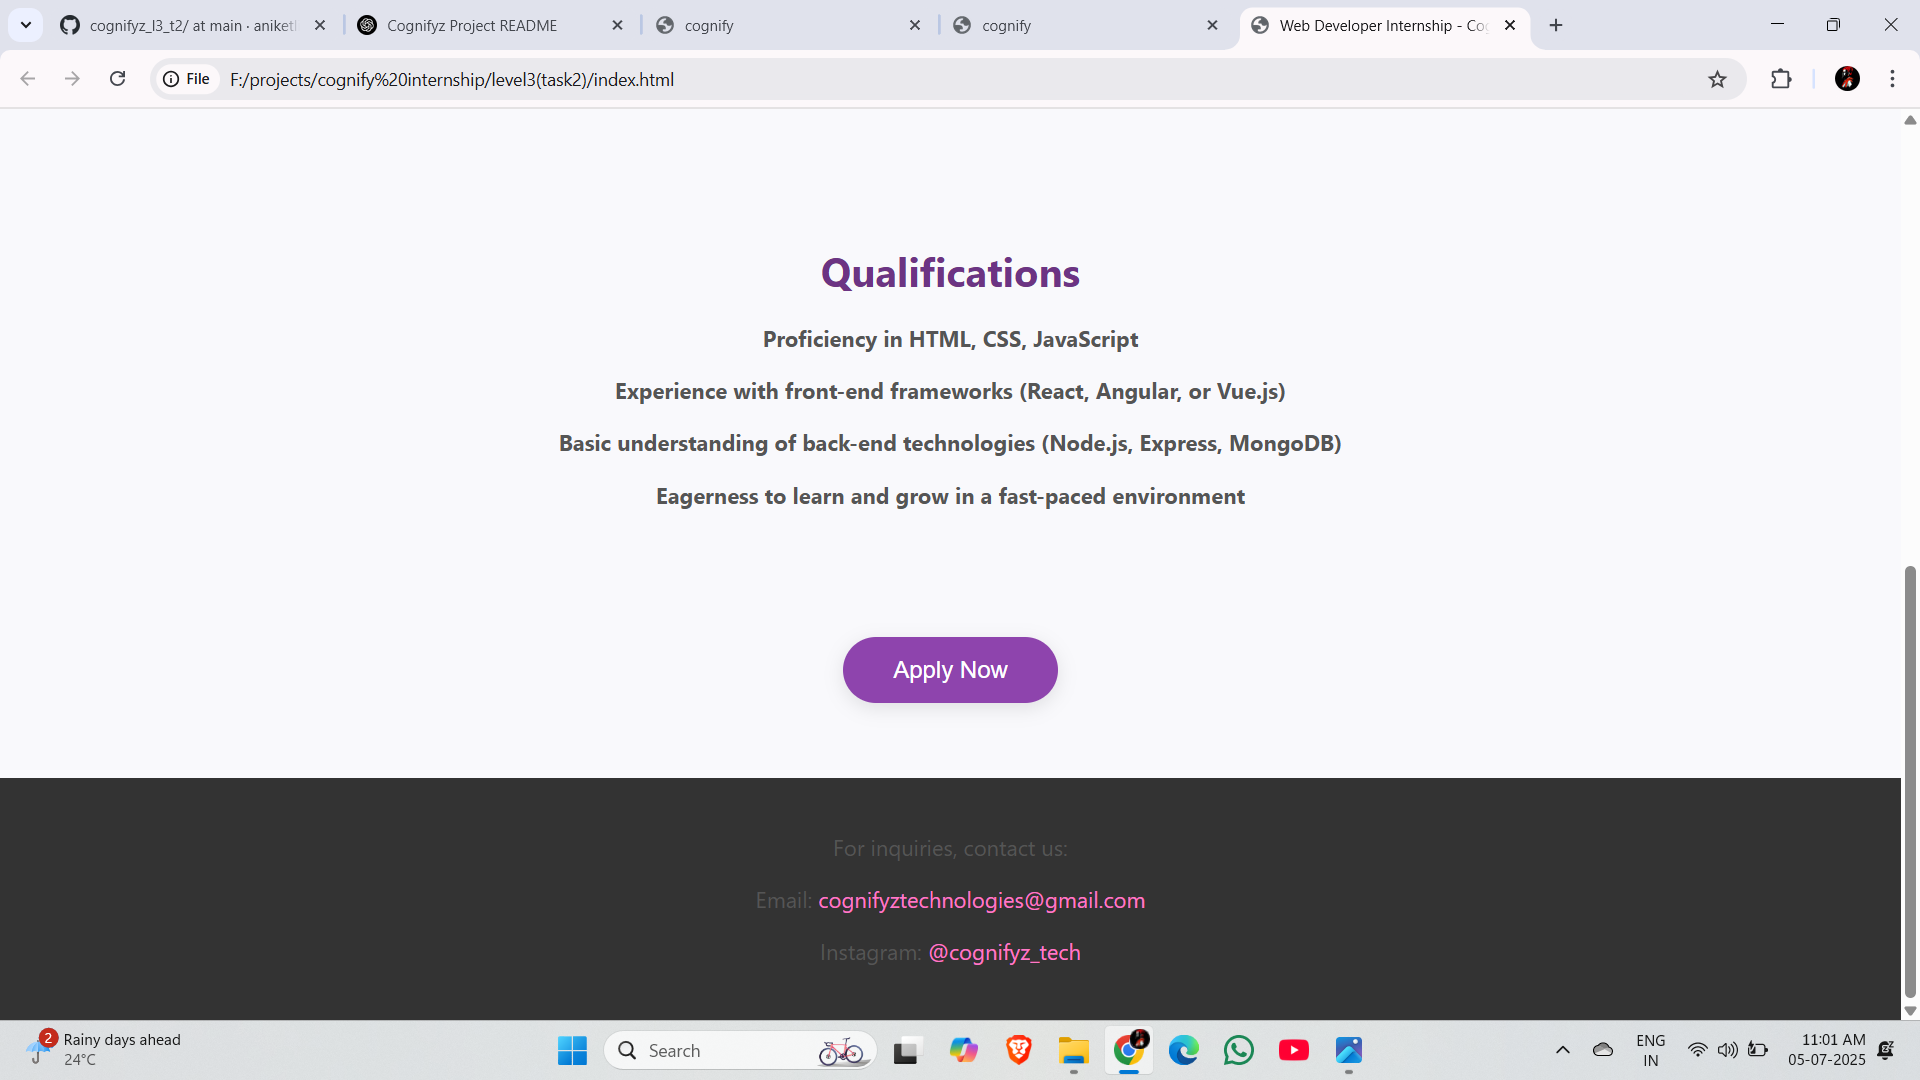 cognifyz_l3_t2/ at main · aniketl
Cognifyz Project README
cognify
cognify
Web Developer Internship - Cog
File
F:/projects/cognify%20internship/level3(task2)/index.html
Qualifications
Proficiency in HTML, CSS, JavaScript
Experience with front-end frameworks (React, Angular, or Vue.js)
Basic understanding of back-end technologies (Node.js, Express, MongoDB)
Eagerness to learn and grow in a fast-paced environment
Apply Now
For inquiries, contact us:
Email: cognifyztechnologies@gmail.com
Instagram: @cognifyz_tech
2
Rainy days ahead
24°C
Search
ENG
IN
11:01 AM
05-07-2025